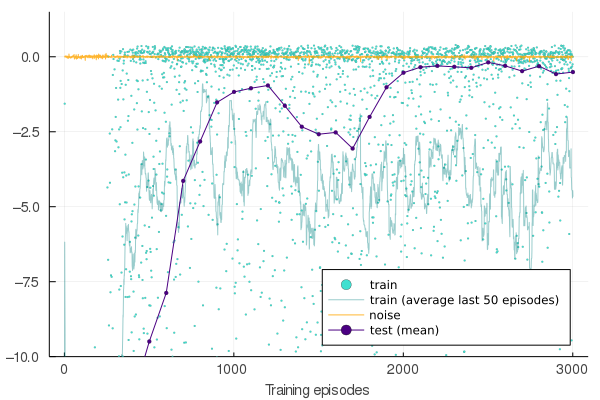 0.0
−2.5
−5.0
−7.5
−10.0
0
1000
2000
3000
Training episodes
train
train (average last 50 episodes)
noise
test (mean)